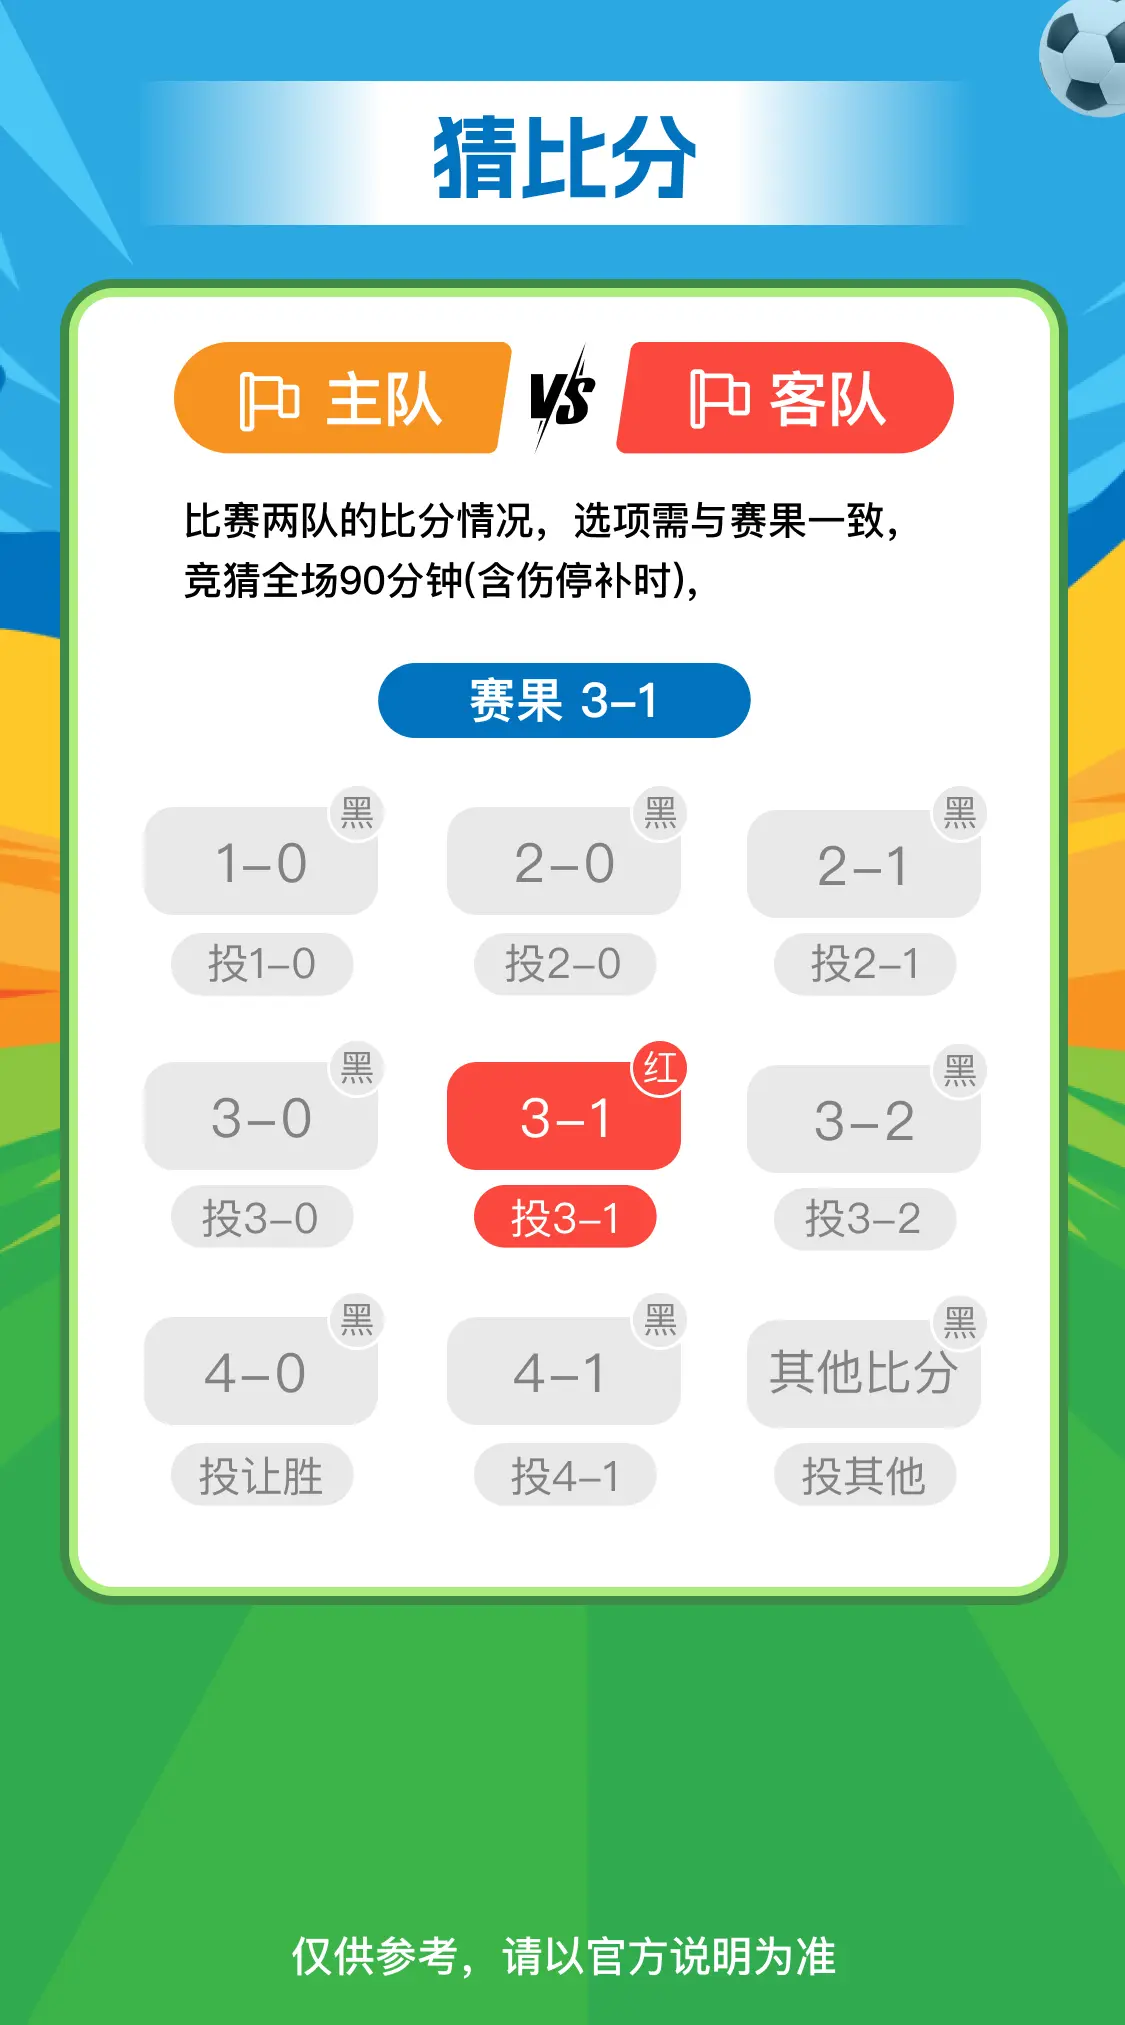 猜比分
主队 VS 客队
比赛两队的比分情况，选项需与赛果一致，
竞猜全场90分钟(含伤停补时)，
赛果 3-1
黑 黑 黑
1-0 2-0 2-1
投1-0 投2-0 投2-1
黑 红 黑
3-0 3-1 3-2
投3-0 投3-1 投3-2
黑 黑 黑
4-0 4-1 其他比分
投让胜 投4-1 投其他
仅供参考，请以官方说明为准